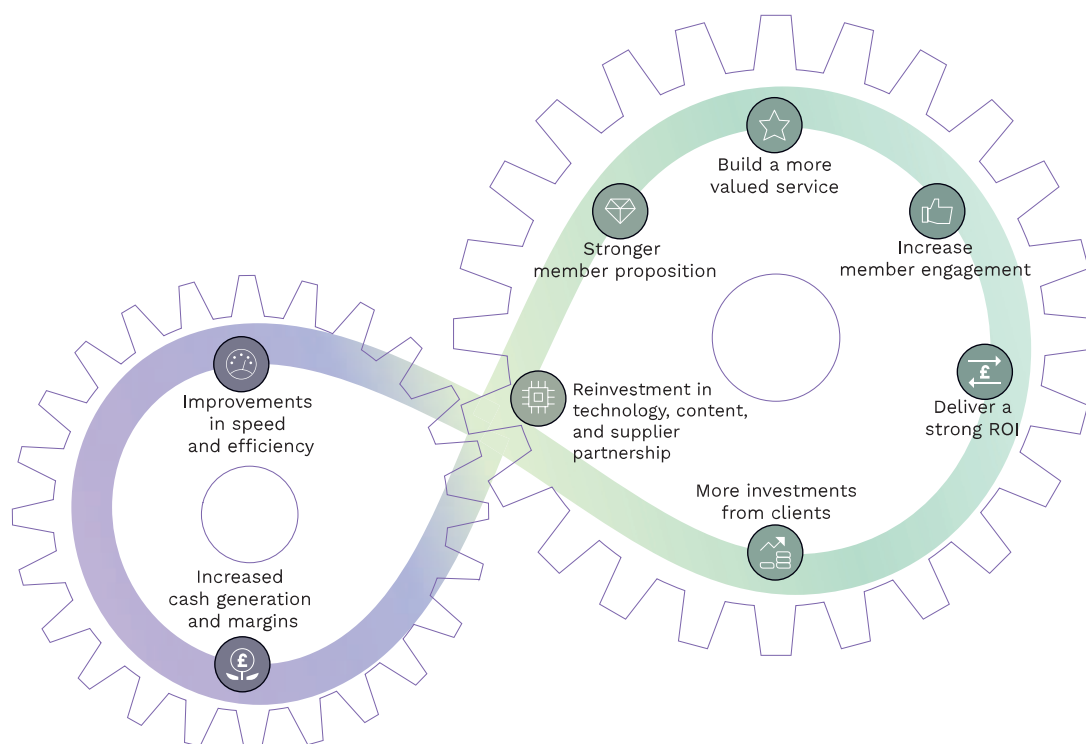 Build a more
valued service
Stronger
member proposition
Increase
member engagement
£
Deliver a
strong ROI
Reinvestment in
technology, content,
and supplier
partnership
More investments
from clients
Improvements
in speed
and efficiency
Increased
cash generation
and margins
£